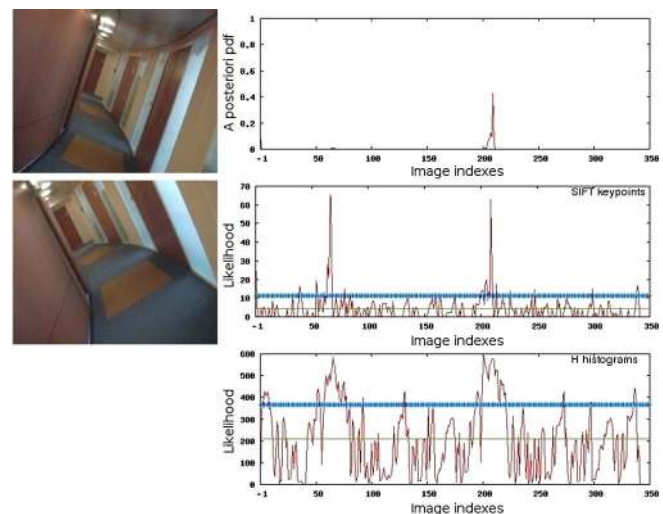 A posteriori pdf
1
0.8
0.6
0.4
0.2
0
-1 50 100 150 200 250 300 350
Image indexes
SIFT keypoints
Likelihood
70
60
50
40
30
20
10
0
-1 50 100 150 200 250 300 350
Image indexes
H histograms
Likelihood
600
500
400
300
200
100
0
-1 50 100 150 200 250 300 350
Image indexes